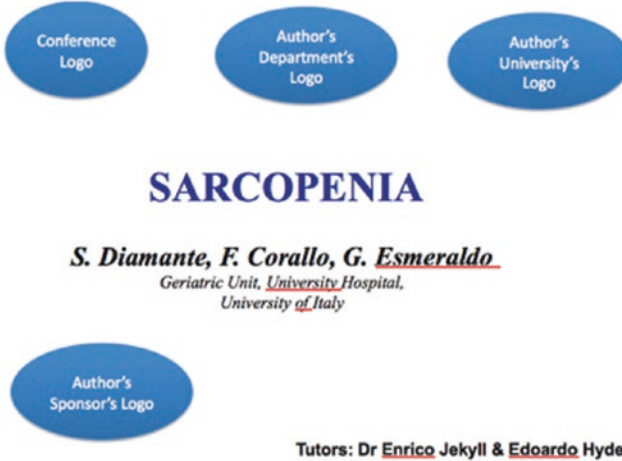 Conference
Logo
Author's
Department's
Logo
Author's
University's
Logo
SARCOPENIA
S. Diamante, F. Corallo, G. Esmeraldo
Geriatric Unit, University Hospital,
University of Italy
Author's
Sponsor's Logo
Tutors: Dr Enrico Jekyll & Edoardo Hyde